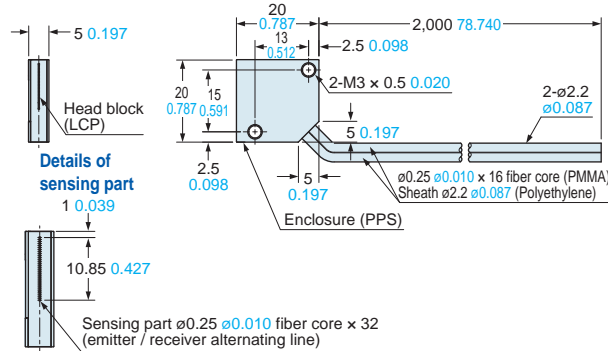 20
0.787
2,000 78.740
13
0.512
5 0.197
2.5 0.098
2-M3 × 0.5 0.020
20
0.787
15
0.591
2-ø2.2
ø0.087
Head block
(LCP)
5 0.197
Details of
sensing part
2.5
0.098
5
0.197
ø0.25 ø0.010 × 16 fiber core (PMMA)
Sheath ø2.2 ø0.087 (Polyethylene)
1 0.039
Enclosure (PPS)
10.85 0.427
Sensing part ø0.25 ø0.010 fiber core × 32
(emitter / receiver alternating line)